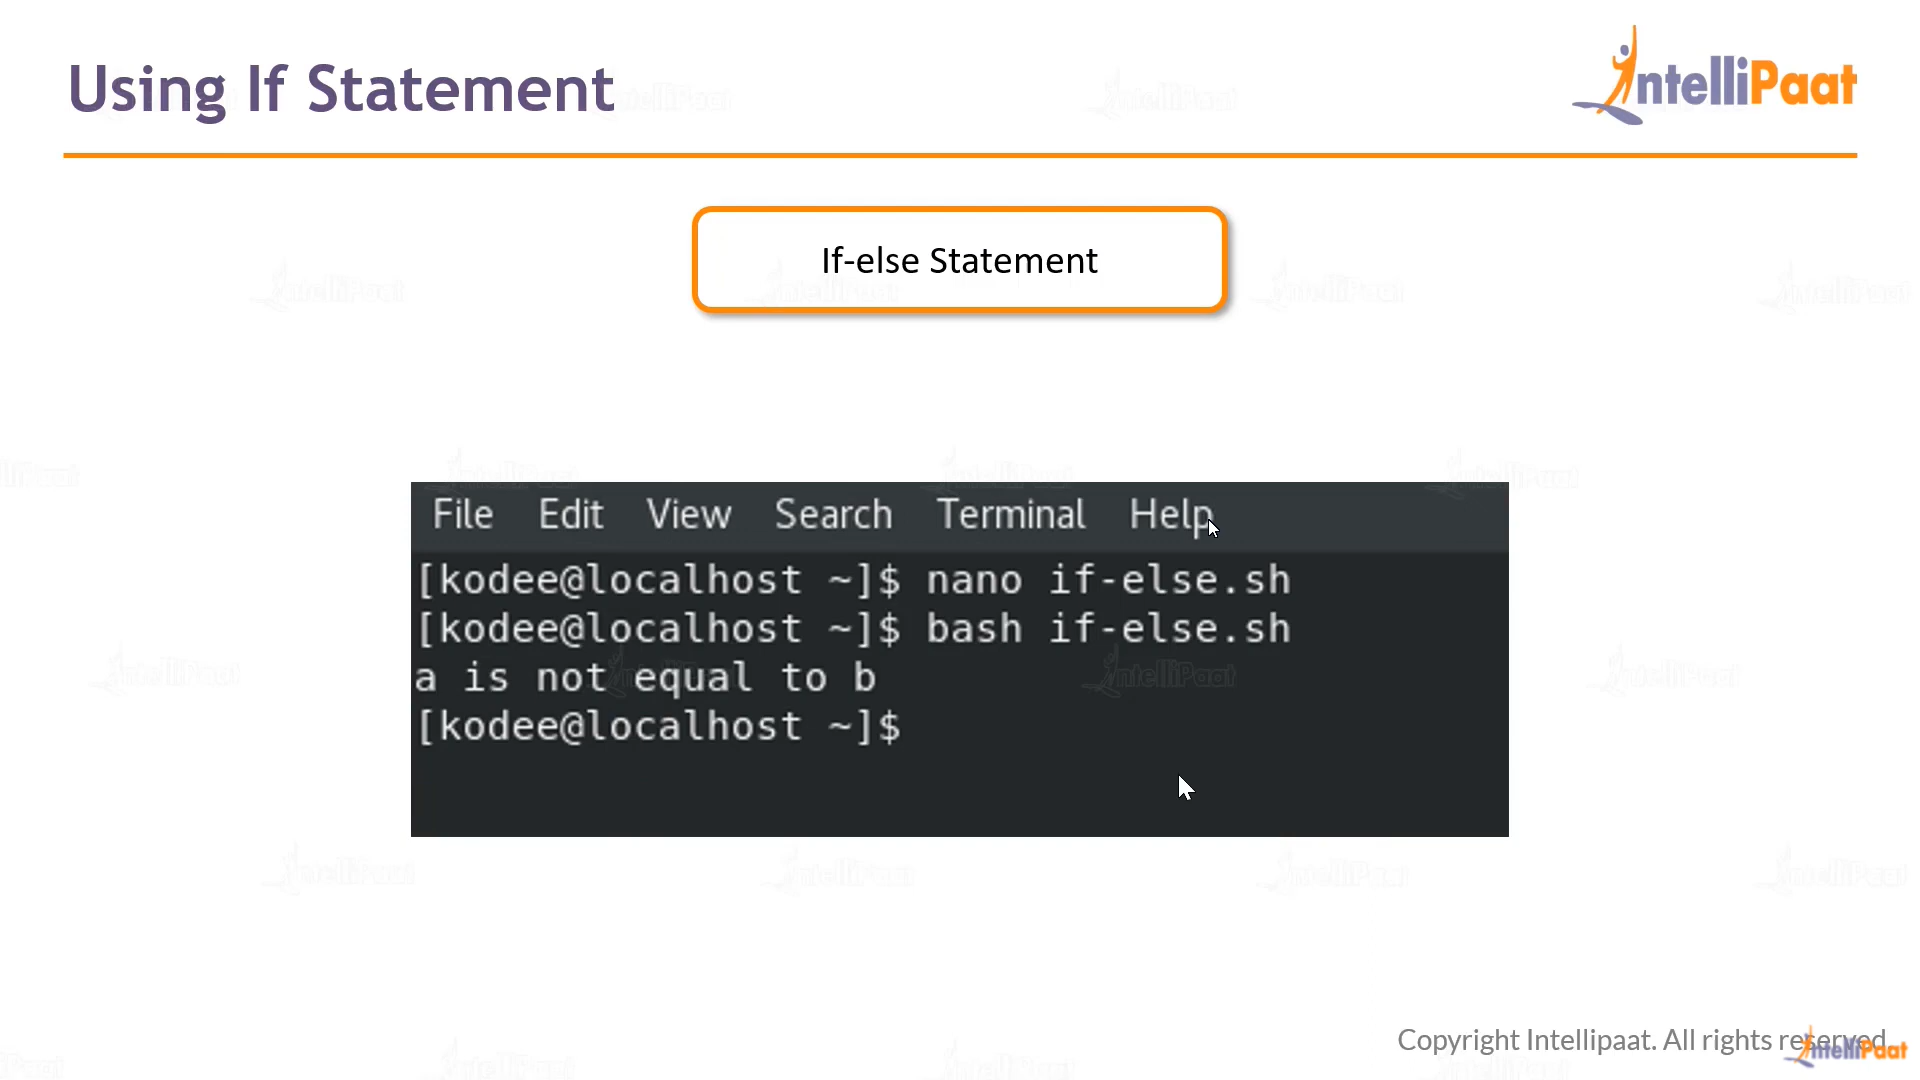 Using If Statement
IntelliPaat
If-else Statement
File Edit View Search Terminal Help
[kodee@localhost ~]$ nano if-else.sh
[kodee@localhost ~]$ bash if-else.sh
a is not equal to b
[kodee@localhost ~]$
Copyright Intellipaat. All rights reserved
IntelliPaat